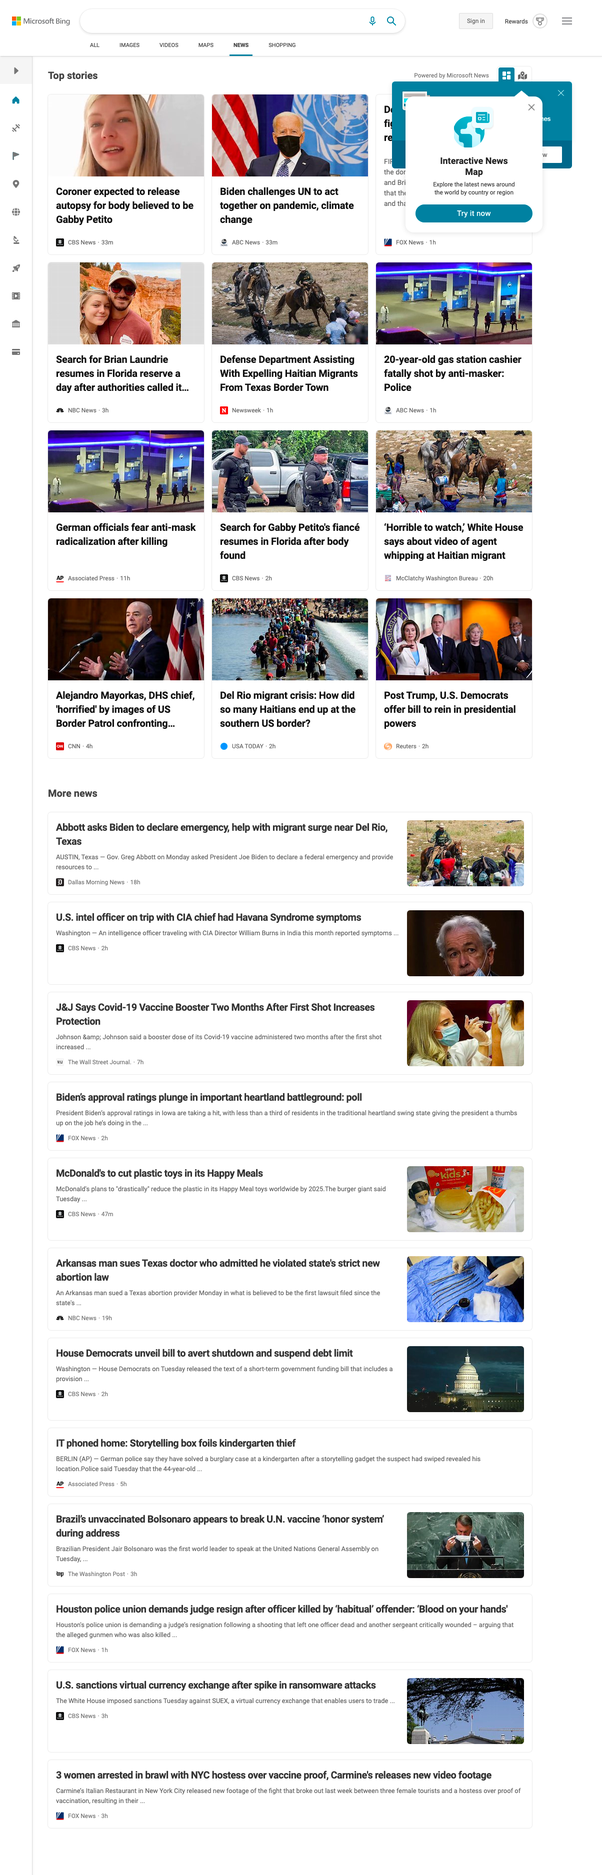 Microsoft Bing
Sign in
Rewards
ALL
IMAGES
VIDEOS
MAPS
NEWS
SHOPPING
Top stories
Powered by Microsoft News
Interactive News
Map
Explore the latest news around
the world by country or region
Try it now
Coroner expected to release
autopsy for body believed to be
Gabby Petito
CBS News · 33m
Biden challenges UN to act
together on pandemic, climate
change
ABC News · 33m
FOX News · 1h
Search for Brian Laundrie
resumes in Florida reserve a
day after authorities called it...
NBC News · 3h
Defense Department Assisting
With Expelling Haitian Migrants
From Texas Border Town
Newsweek · 1h
20-year-old gas station cashier
fatally shot by anti-masker:
Police
ABC News · 1h
German officials fear anti-mask
radicalization after killing
AP Associated Press · 11h
Search for Gabby Petito's fiancé
resumes in Florida after body
found
CBS News · 2h
'Horrible to watch,' White House
says about video of agent
whipping at Haitian migrant
McClatchy Washington Bureau · 20h
Alejandro Mayorkas, DHS chief,
'horrified' by images of US
Border Patrol confronting...
CNN · 4h
Del Rio migrant crisis: How did
so many Haitians end up at the
southern US border?
USA TODAY · 2h
Post Trump, U.S. Democrats
offer bill to rein in presidential
powers
Reuters · 2h
More news
Abbott asks Biden to declare emergency, help with migrant surge near Del Rio,
Texas
AUSTIN, Texas — Gov. Greg Abbott on Monday asked President Joe Biden to declare a federal emergency and provide
resources to ...
Dallas Morning News · 18h
U.S. intel officer on trip with CIA chief had Havana Syndrome symptoms
Washington — An intelligence officer traveling with CIA Director William Burns in India this month reported symptoms ...
CBS News · 2h
J&J Says Covid-19 Vaccine Booster Two Months After First Shot Increases
Protection
Johnson &amp; Johnson said a booster dose of its Covid-19 vaccine administered two months after the first shot
increased ...
The Wall Street Journal. · 7h
Biden's approval ratings plunge in important heartland battleground: poll
President Biden's approval ratings in Iowa are taking a hit, with less than a third of residents in the traditional heartland swing state giving the president a thumbs
up on the job he's doing in the ...
FOX News · 2h
McDonald's to cut plastic toys in its Happy Meals
McDonald's plans to "drastically" reduce the plastic in its Happy Meal toys worldwide by 2025.The burger giant said
Tuesday ...
CBS News · 47m
Arkansas man sues Texas doctor who admitted he violated state's strict new
abortion law
An Arkansas man sued a Texas abortion provider Monday in what is believed to be the first lawsuit filed since the
state's ...
NBC News · 19h
House Democrats unveil bill to avert shutdown and suspend debt limit
Washington — House Democrats on Tuesday released the text of a short-term government funding bill that includes a
provision ...
CBS News · 2h
IT phoned home: Storytelling box foils kindergarten thief
BERLIN (AP) — German police say they have solved a burglary case at a kindergarten after a storytelling gadget the suspect had swiped revealed his
location.Police said Tuesday that the 44-year-old ...
AP Associated Press · 5h
Brazil's unvaccinated Bolsonaro appears to break U.N. vaccine 'honor system'
during address
Brazilian President Jair Bolsonaro was the first world leader to speak at the United Nations General Assembly on
Tuesday, ...
wp The Washington Post · 3h
Houston police union demands judge resign after officer killed by 'habitual' offender: 'Blood on your hands'
Houston's police union is demanding a judge's resignation following a shooting that left one officer dead and another sergeant critically wounded – arguing that
the alleged gunmen who was also killed ...
FOX News · 1h
U.S. sanctions virtual currency exchange after spike in ransomware attacks
The White House imposed sanctions Tuesday against SUEX, a virtual currency exchange that enables users to trade ...
CBS News · 3h
3 women arrested in brawl with NYC hostess over vaccine proof, Carmine's releases new video footage
Carmine's Italian Restaurant in New York City released new footage of the fight that broke out last week between three female tourists and a hostess over proof of
vaccination, resulting in their ...
FOX News · 3h